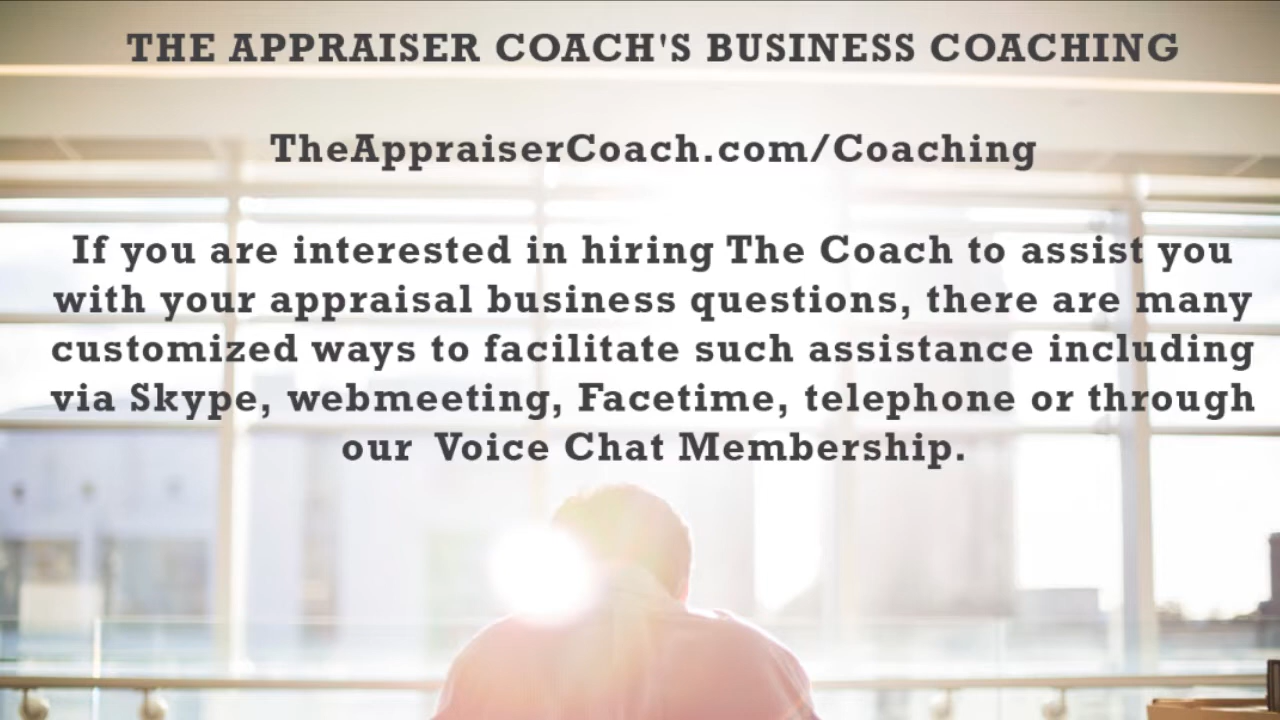 THE APPRAISER COACH'S BUSINESS COACHING
TheAppraiserCoach.com/Coaching
If you are interested in hiring The Coach to assist you
with your appraisal business questions, there are many
customized ways to facilitate such assistance including
via Skype, webmeeting, Facetime, telephone or through
our  Voice Chat Membership.